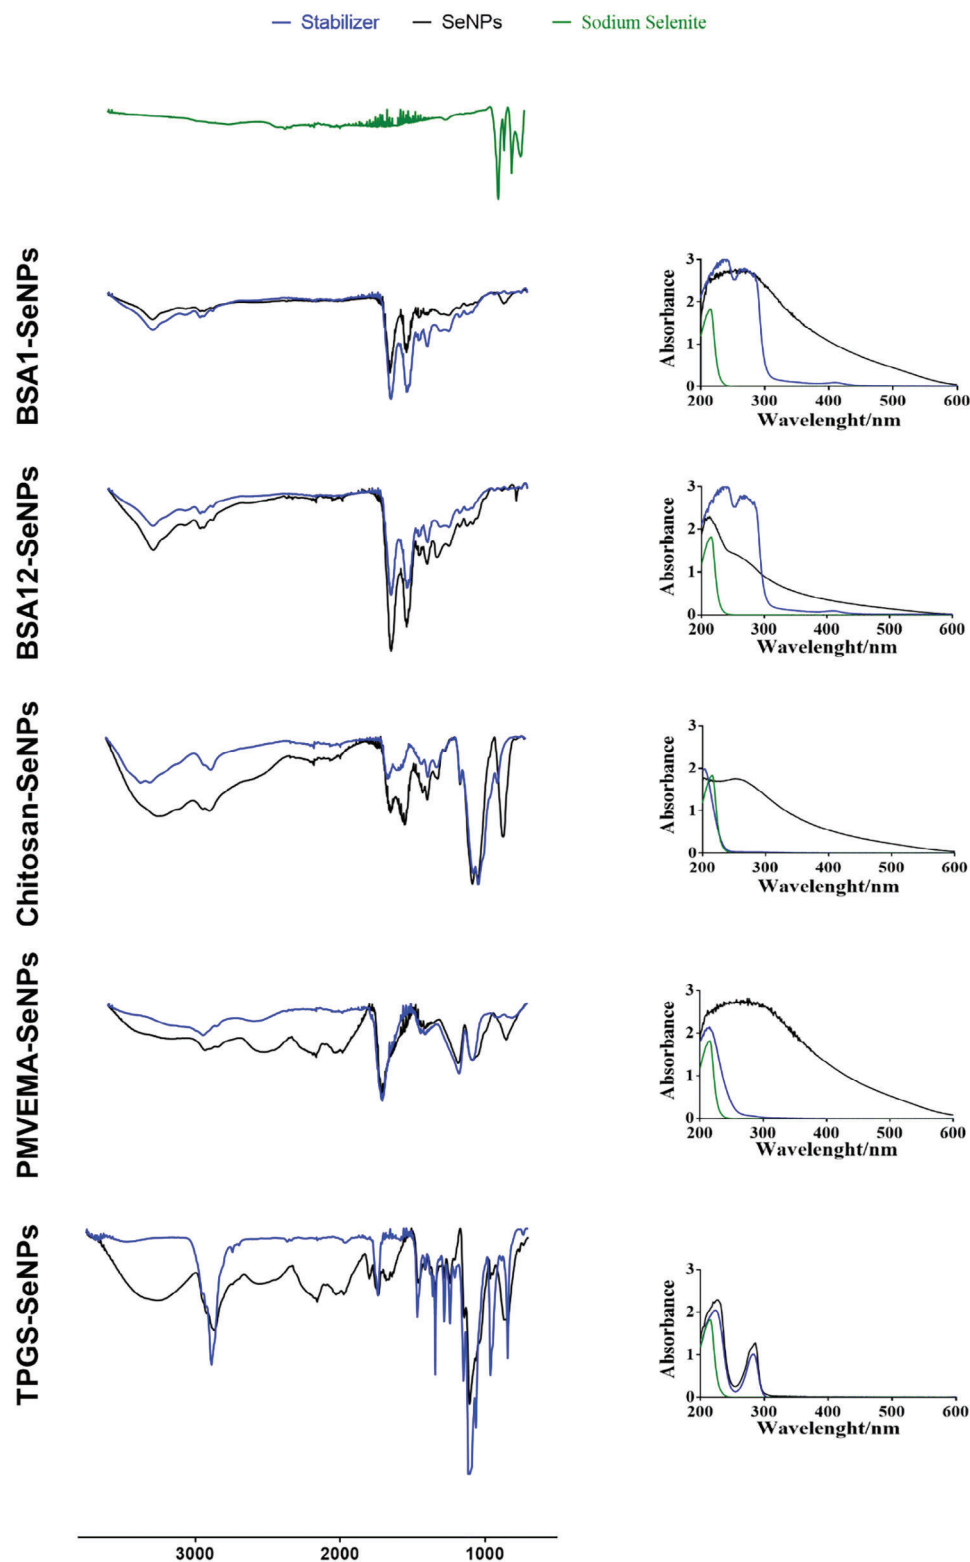 Stabilizer SeNPs Sodium Selenite
BSA1-SeNPs
3
2
1
0
Absorbance
200 300 400 500 600
Wavelenght/nm
BSA12-SeNPs
3
2
1
0
Absorbance
200 300 400 500 600
Wavelenght/nm
Chitosan-SeNPs
3
2
1
0
Absorbance
200 300 400 500 600
Wavelenght/nm
PMVEMA-SeNPs
3
2
1
0
Absorbance
200 300 400 500 600
Wavelenght/nm
TPGS-SeNPs
3
2
1
0
Absorbance
200 300 400 500 600
Wavelenght/nm
3000 2000 1000